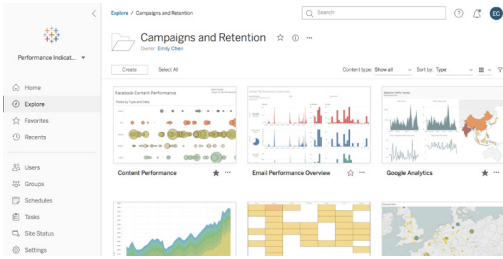 Explore / Campaigns and Retention
Search
EC
Performance Indicat...
Campaigns and Retention
Owner Emily Chen
Create
Select All
Content type: Show all
Sort by: Type
Home
Explore
Favorites
Recents
Users
Groups
Schedules
Tasks
Site Status
Settings
Facebook Content Performance
Content Performance
Email Performance Overview
Google Analytics